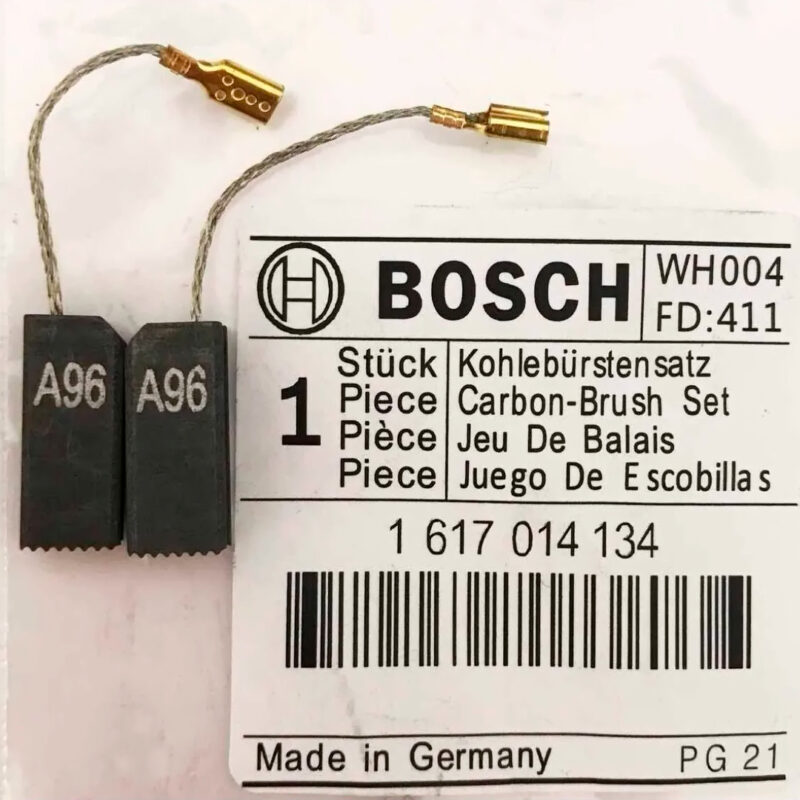 A96
A96
BOSCH
WH004
FD:411
1
Stück
Piece
Pièce
Piece
Kohlebürstensatz
Carbon-Brush Set
Jeu De Balais
Juego De Escobillas
1 617 014 134
Made in Germany
PG 21